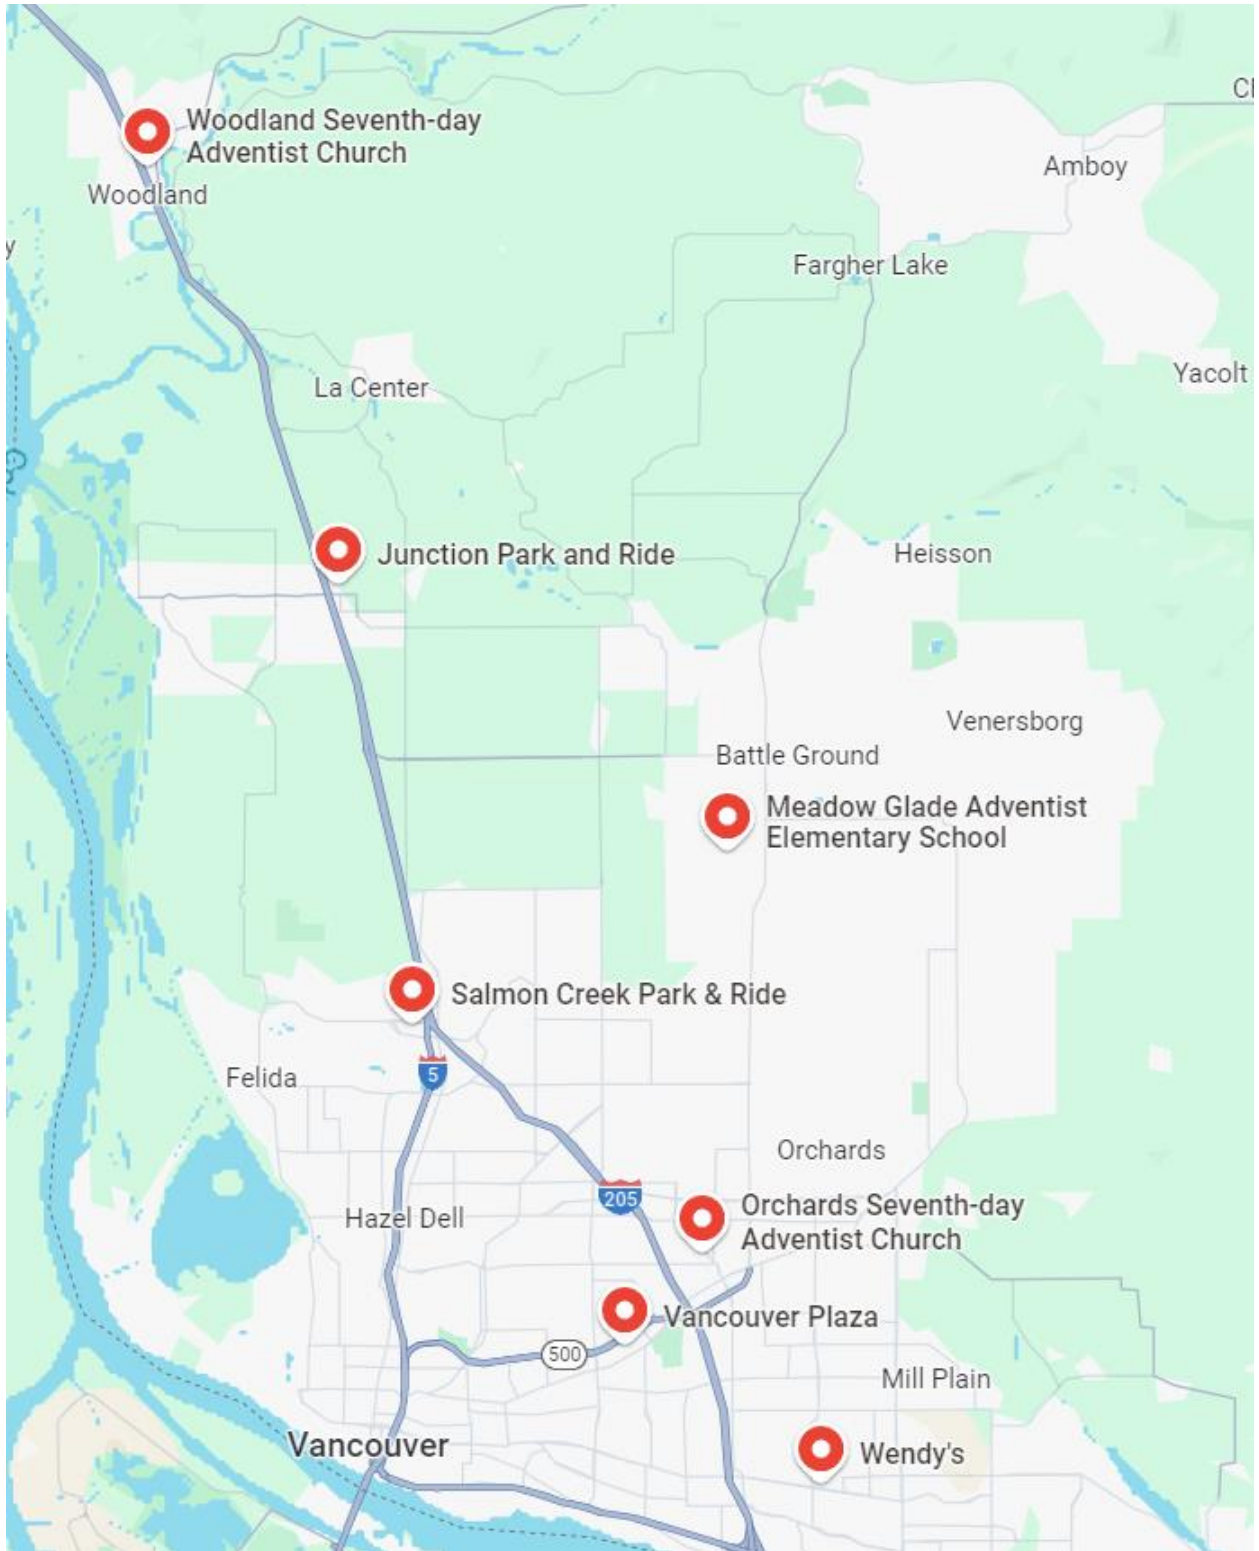 Woodland Seventh-day
Adventist Church
Amboy
Woodland
Fargher Lake
Yacolt
La Center
Junction Park and Ride
Heisson
Venersborg
Battle Ground
Meadow Glade Adventist
Elementary School
Salmon Creek Park & Ride
5
Felida
Orchards
205
Orchards Seventh-day
Adventist Church
Hazel Dell
Vancouver Plaza
500
Mill Plain
Vancouver
Wendy's